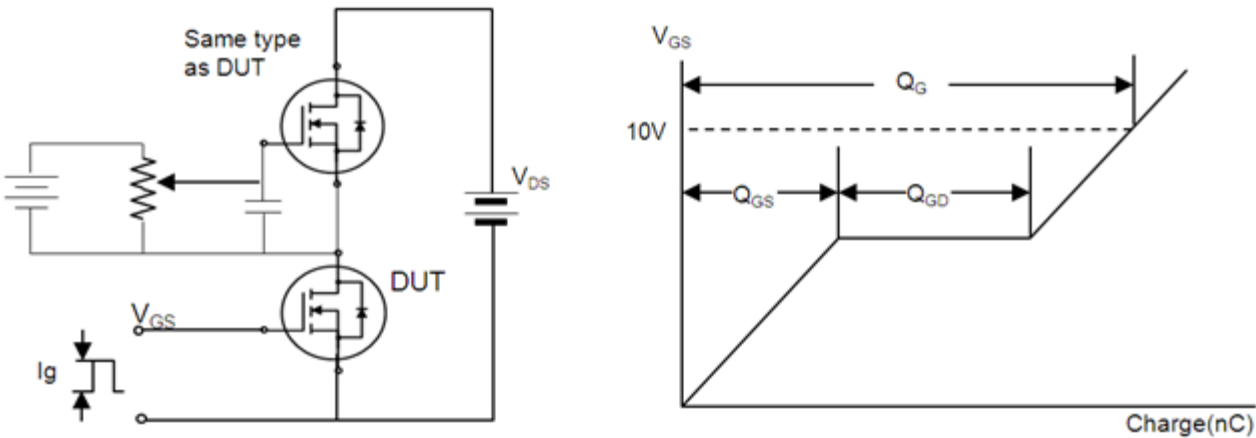 Same type
as DUT
V_DS
DUT
V_GS
Ig
V_GS
Q_G
10V
Q_GS
Q_GD
Charge(nC)